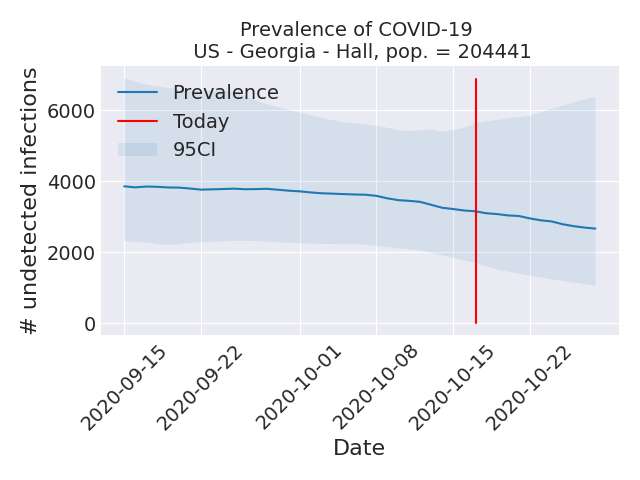 Prevalence of COVID-19
US - Georgia - Hall, pop. = 204441
# undetected infections
6000
4000
2000
0
Prevalence
Today
95CI
2020-09-15
2020-09-22
2020-10-01
2020-10-08
2020-10-15
2020-10-22
Date